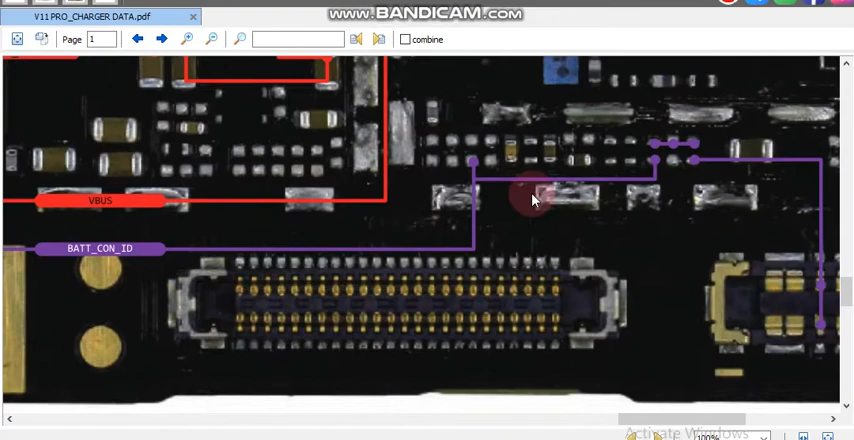 WWW.BANDICAM.COM
V11 PRO_CHARGER DATA.pdf
Page 1
combine
VBUS
BATT_CON_ID
Activate Windows
100%